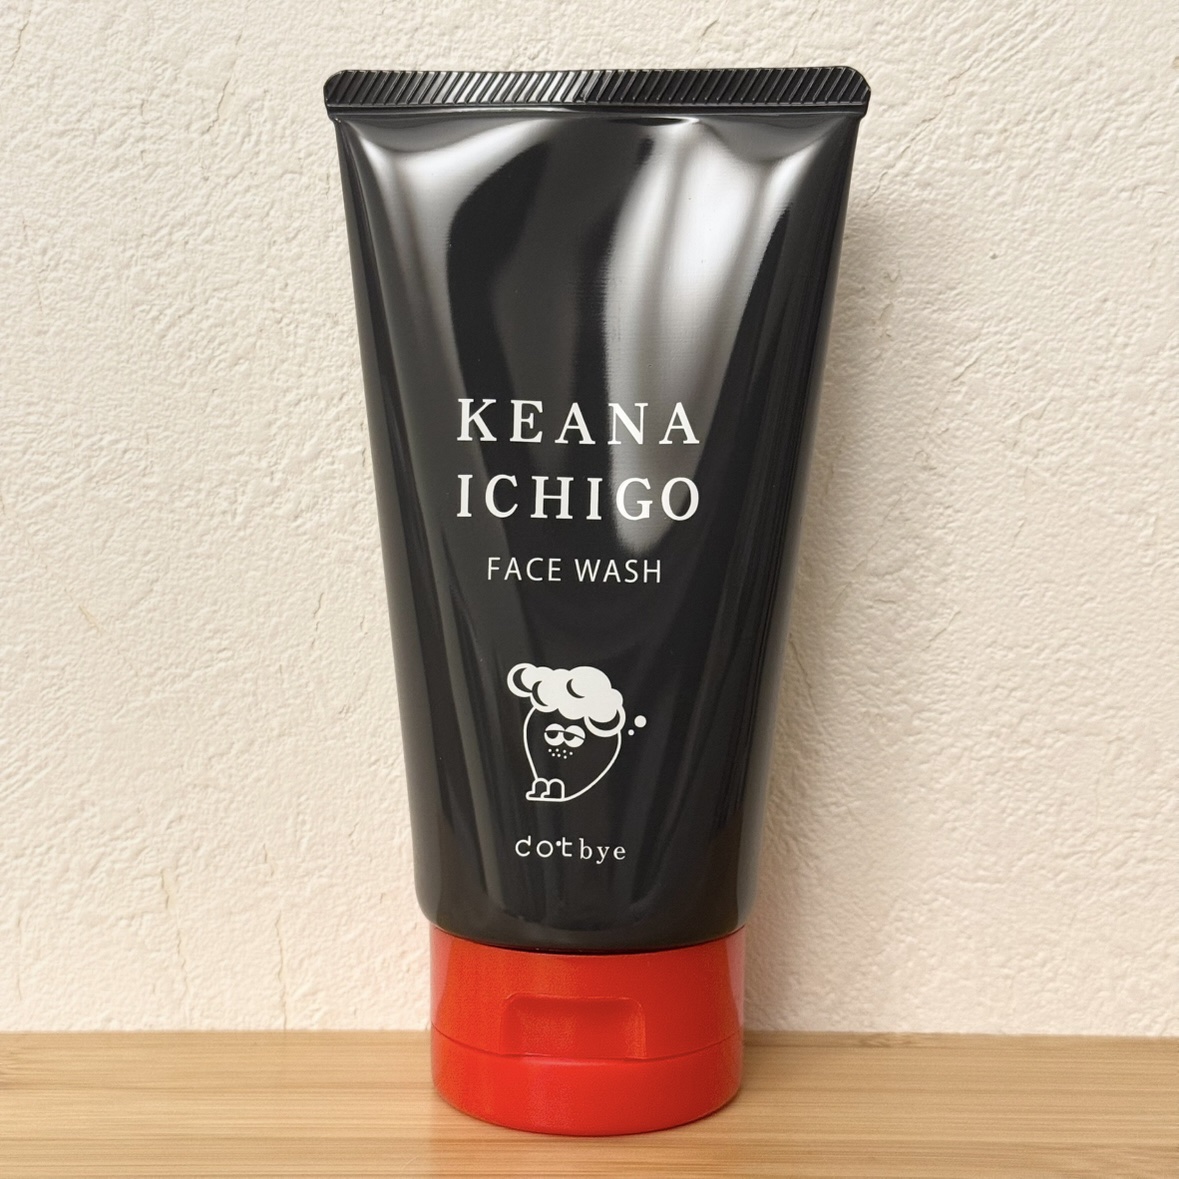 KEANA
ICHIGO
FACE WASH
dotbye